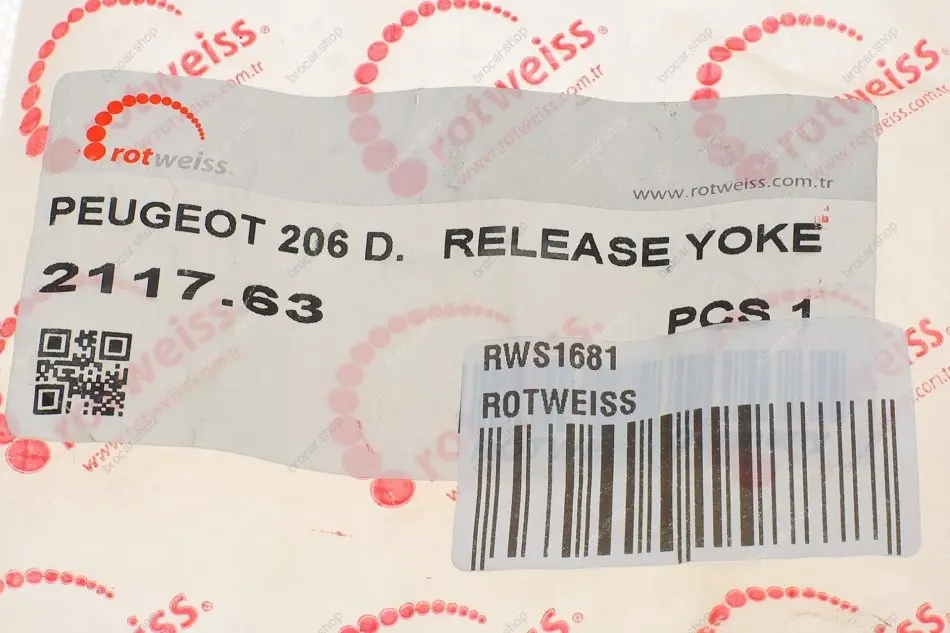 rotweiss
www.rotweiss.com.tr
PEUGEOT 206 D. RELEASE YOKE
2117.63
PCS 1
RWS1681
ROTWEISS